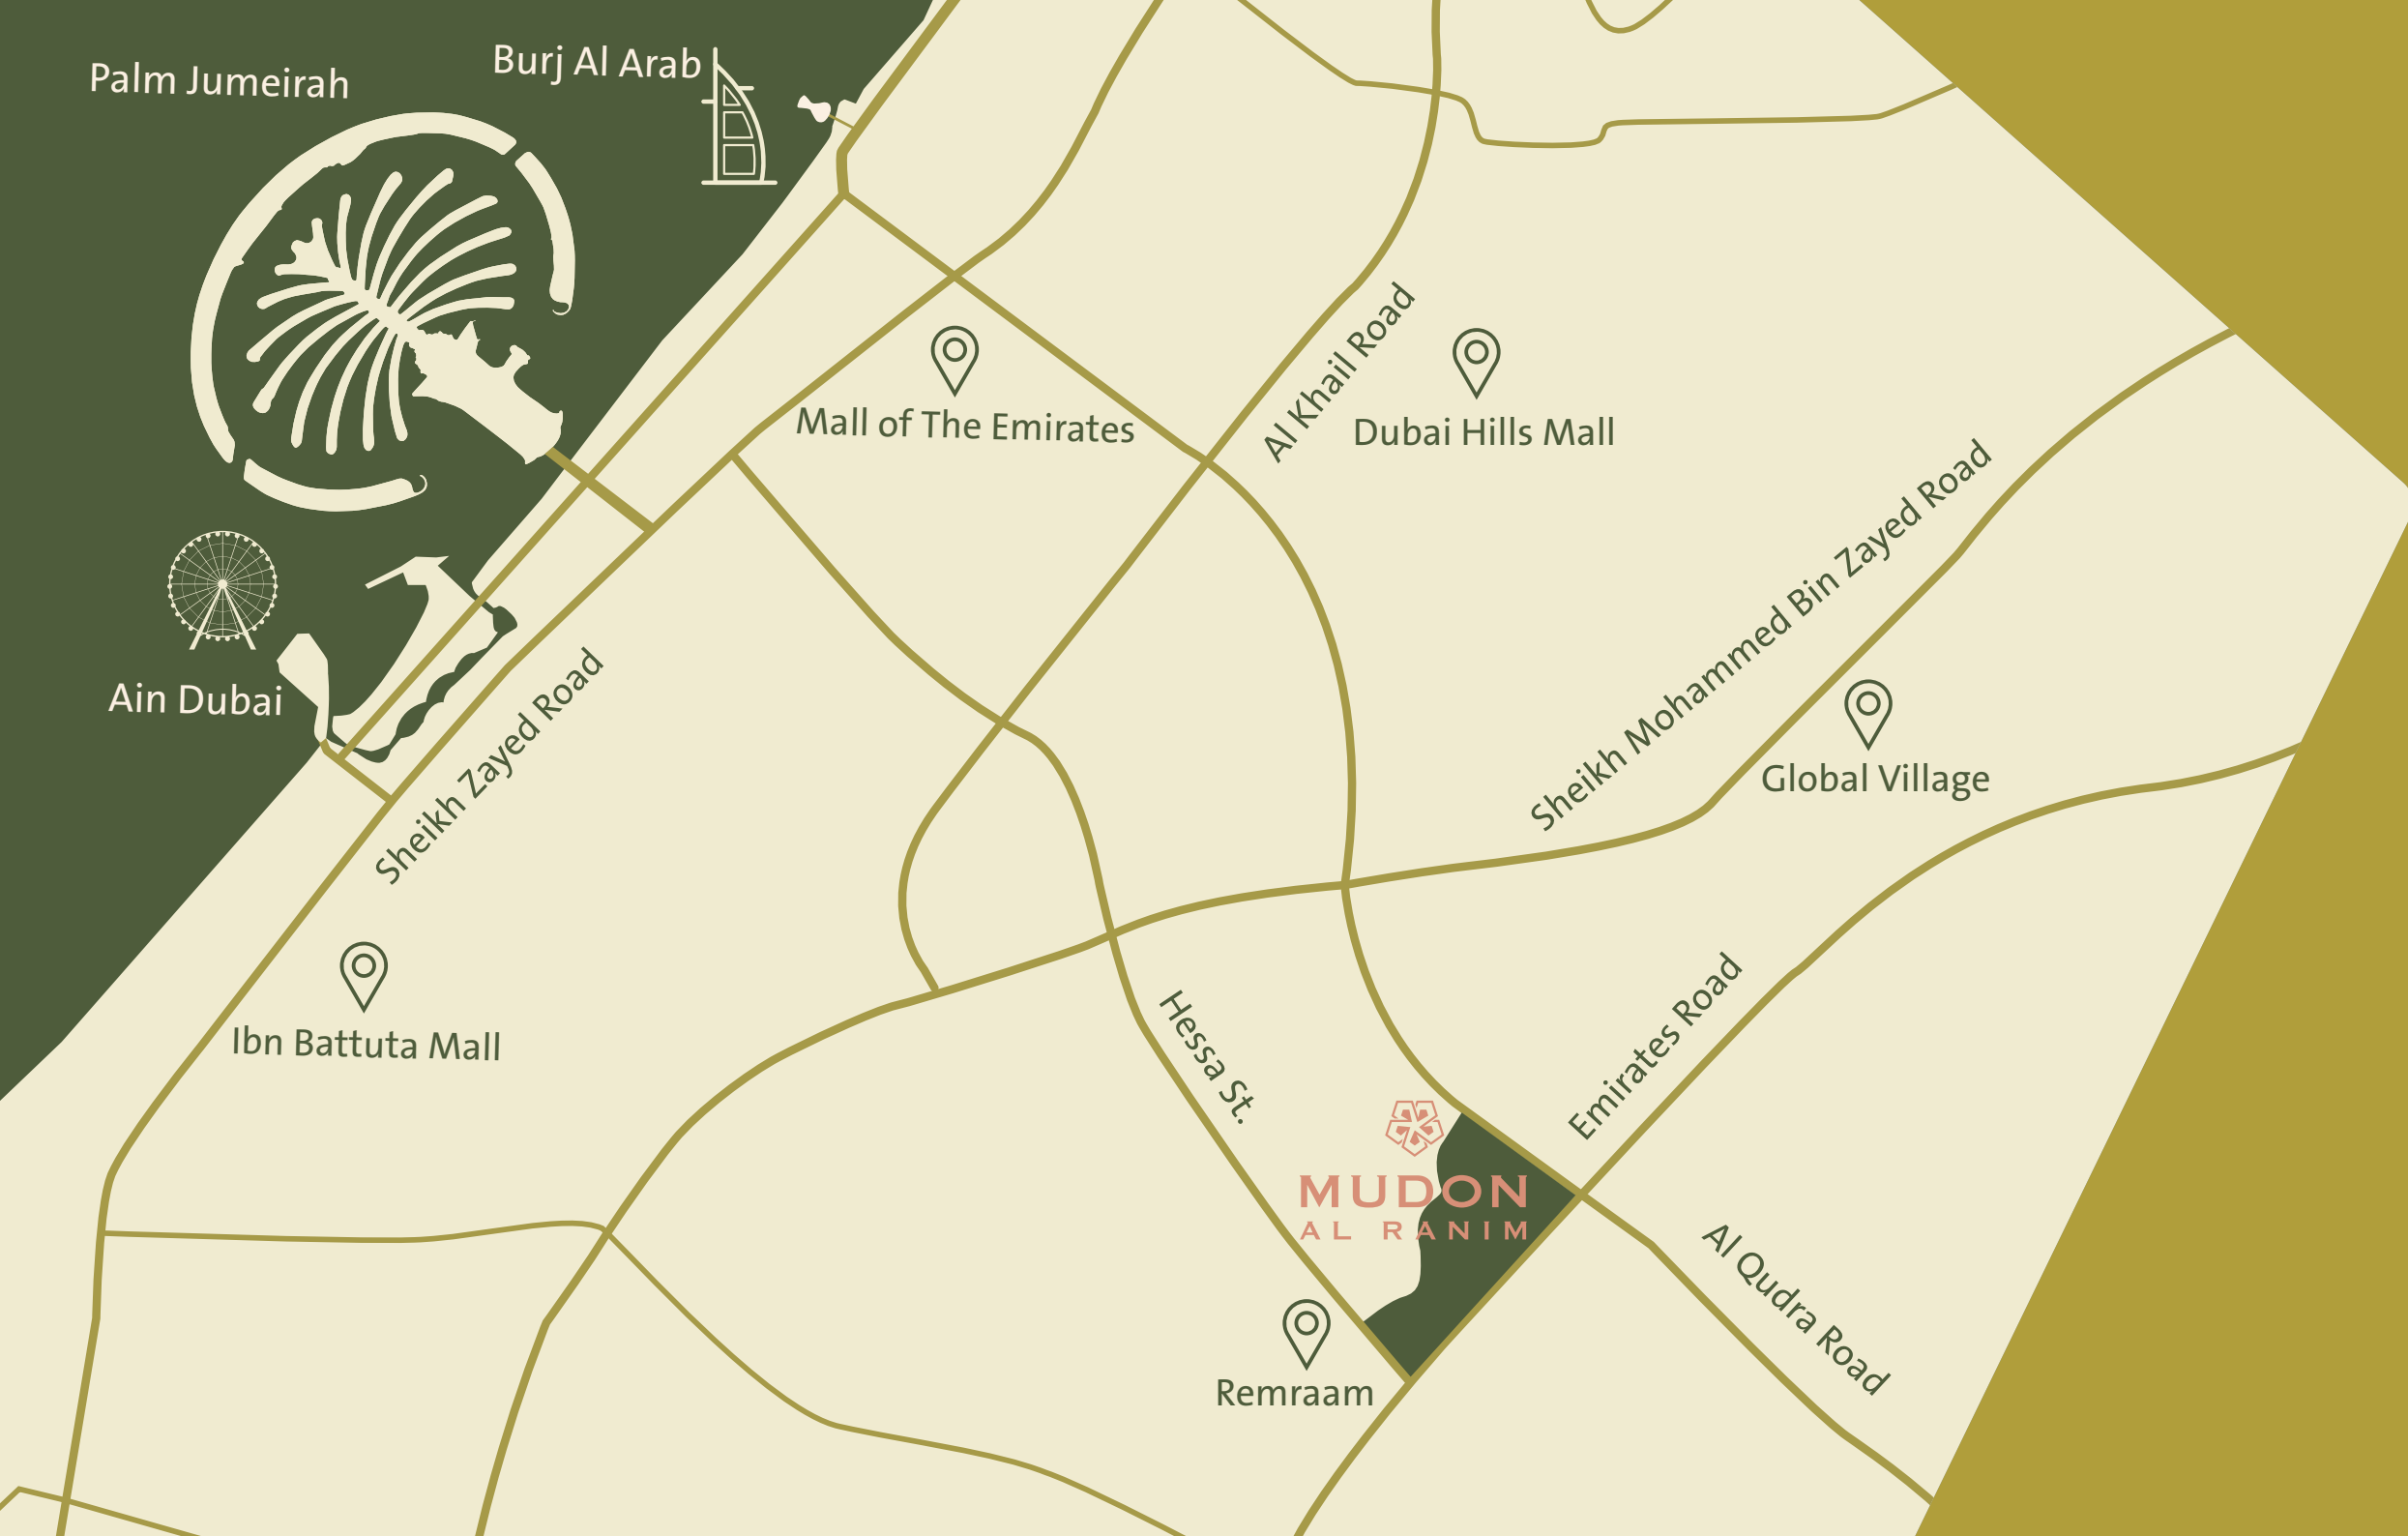 Palm Jumeirah
Burj Al Arab
Mall of The Emirates
Al Khail Road
Dubai Hills Mall
Sheikh Mohammed Bin Zayed Road
Ain Dubai
Sheikh Zayed Road
Global Village
Ibn Battuta Mall
Hessa St.
Emirates Road
MUDON
AL RANIM
Al Qudra Road
Remraam